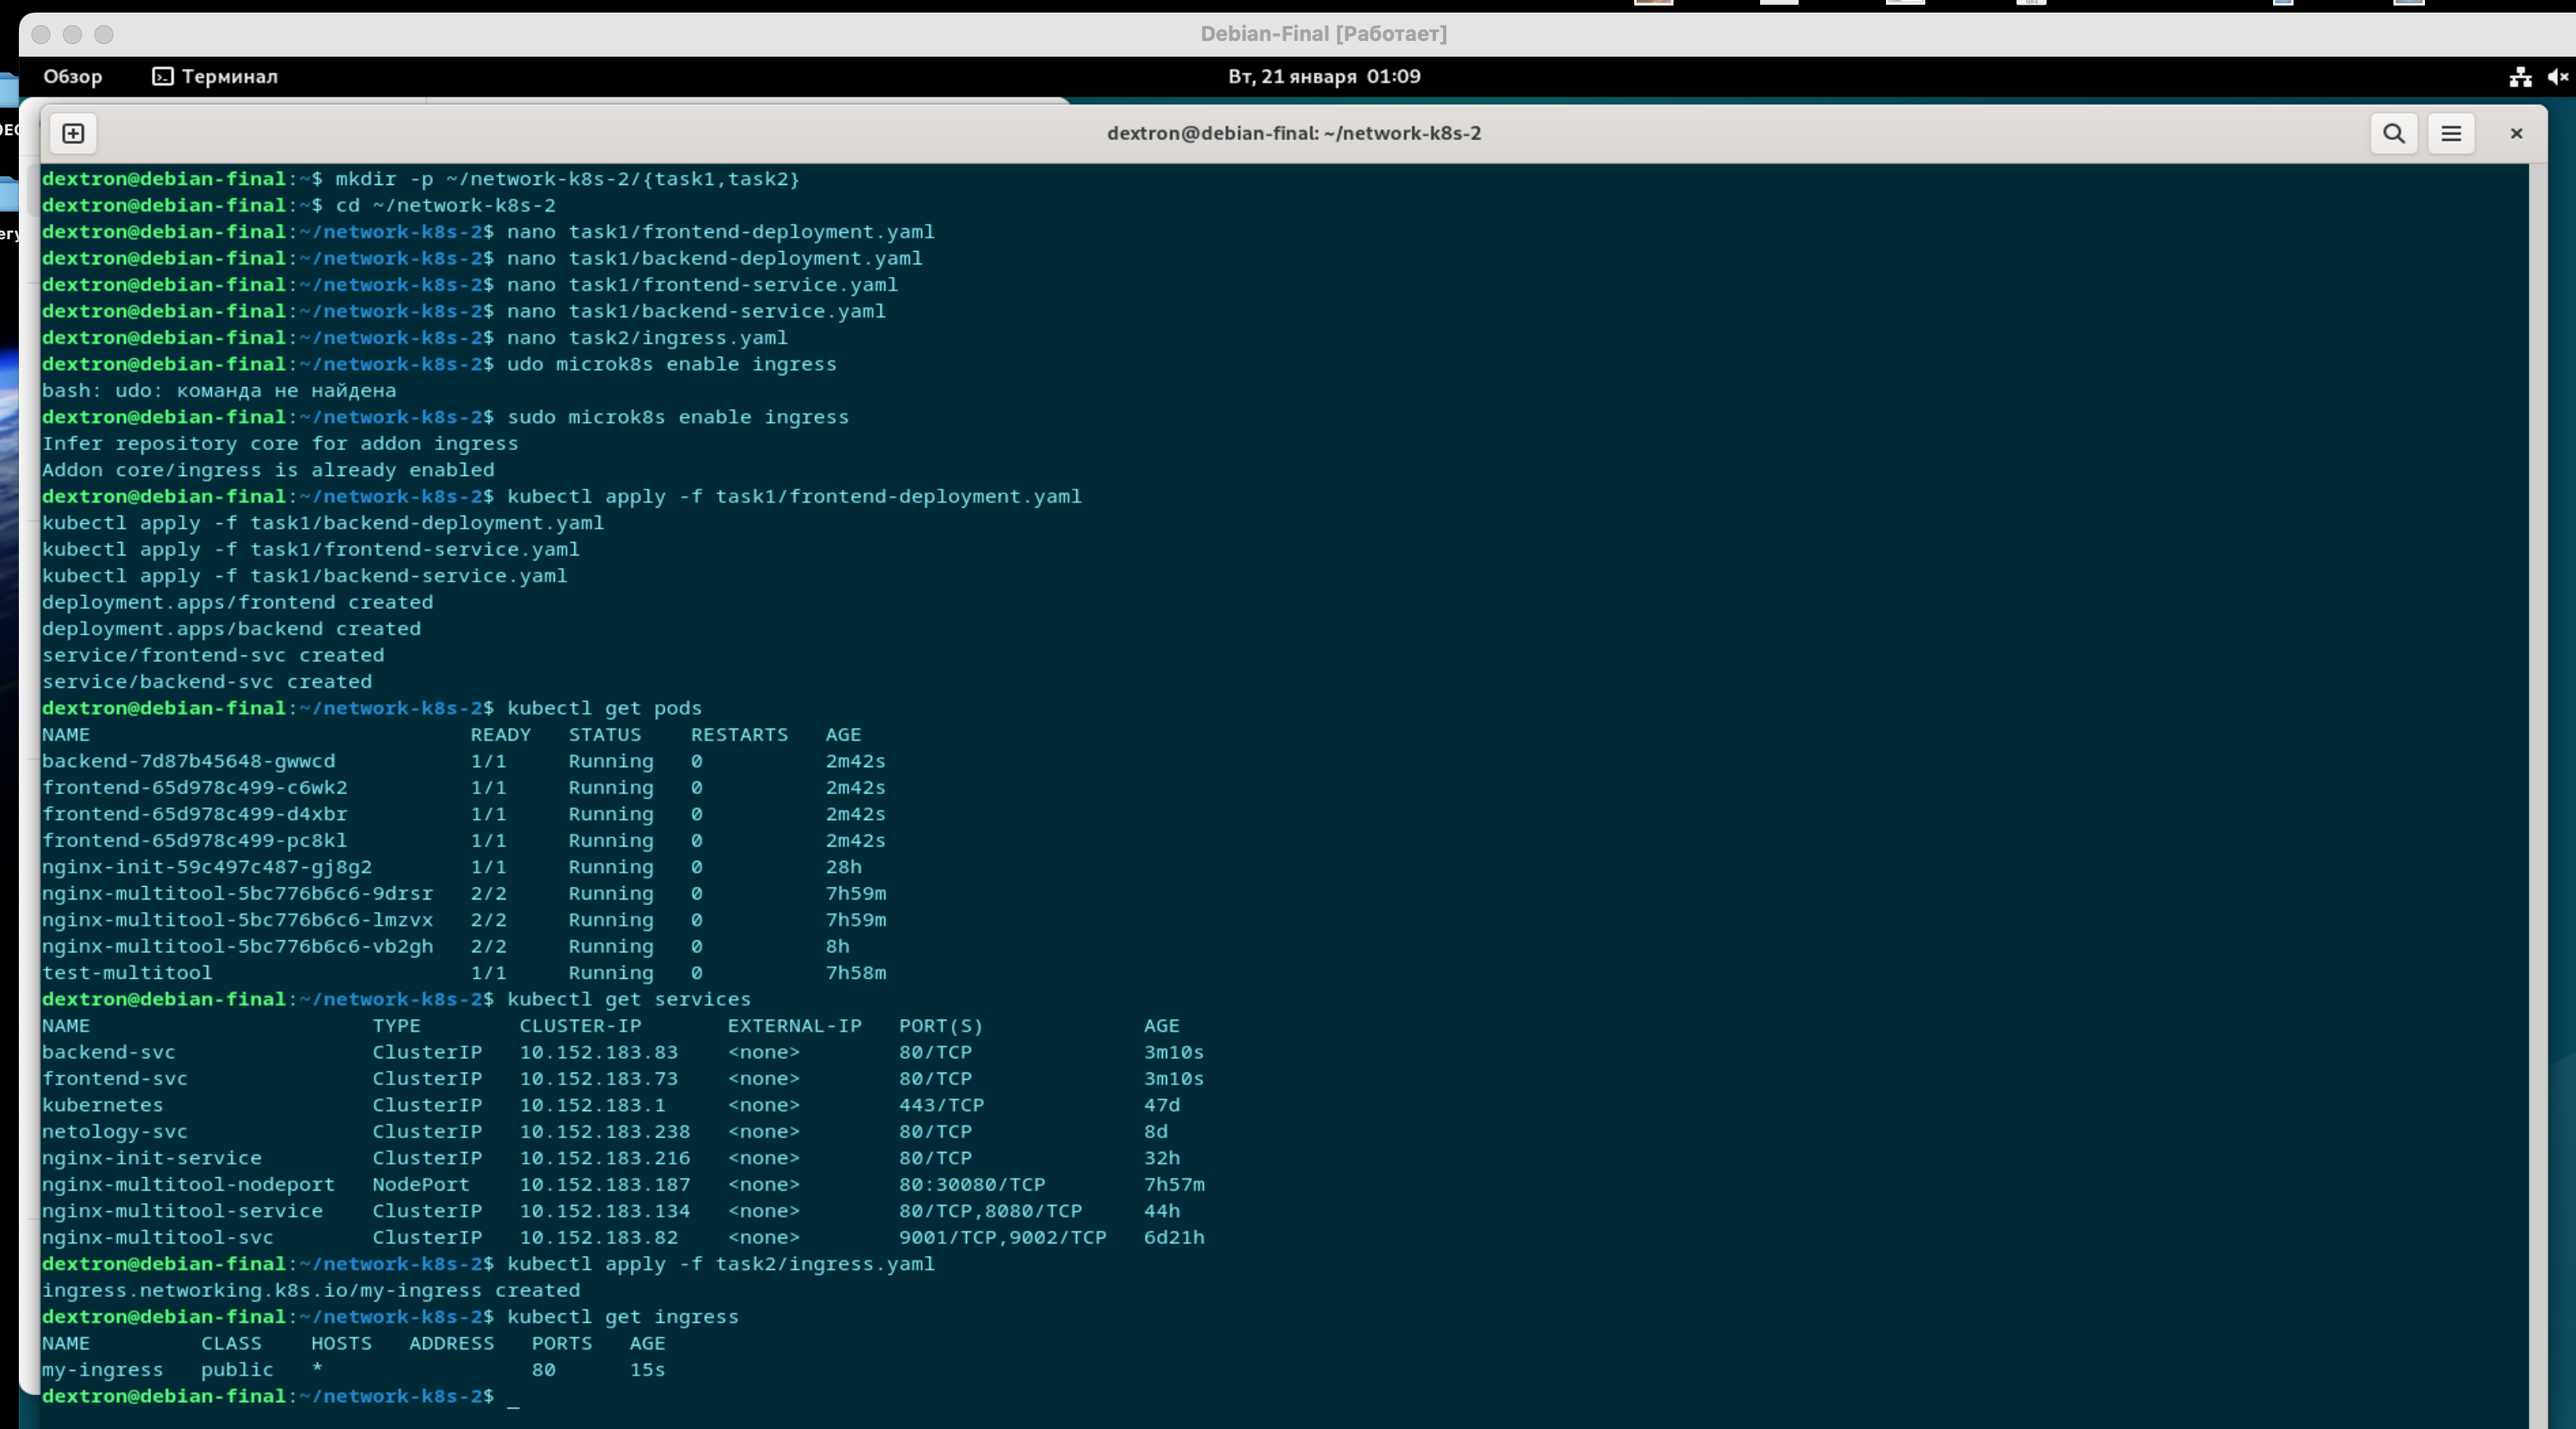 Debian-Final [Работает]
Обзор Терминал Вт, 21 января 01:09
dextron@debian-final: ~/network-k8s-2
dextron@debian-final:~$ mkdir -p ~/network-k8s-2/{task1,task2}
dextron@debian-final:~$ cd ~/network-k8s-2
dextron@debian-final:~/network-k8s-2$ nano task1/frontend-deployment.yaml
dextron@debian-final:~/network-k8s-2$ nano task1/backend-deployment.yaml
dextron@debian-final:~/network-k8s-2$ nano task1/frontend-service.yaml
dextron@debian-final:~/network-k8s-2$ nano task1/backend-service.yaml
dextron@debian-final:~/network-k8s-2$ nano task2/ingress.yaml
dextron@debian-final:~/network-k8s-2$ udo microk8s enable ingress
bash: udo: команда не найдена
dextron@debian-final:~/network-k8s-2$ sudo microk8s enable ingress
Infer repository core for addon ingress
Addon core/ingress is already enabled
dextron@debian-final:~/network-k8s-2$ kubectl apply -f task1/frontend-deployment.yaml
kubectl apply -f task1/backend-deployment.yaml
kubectl apply -f task1/frontend-service.yaml
kubectl apply -f task1/backend-service.yaml
deployment.apps/frontend created
deployment.apps/backend created
service/frontend-svc created
service/backend-svc created
dextron@debian-final:~/network-k8s-2$ kubectl get pods
NAME READY STATUS RESTARTS AGE
backend-7d87b45648-gwwcd 1/1 Running 0 2m42s
frontend-65d978c499-c6wk2 1/1 Running 0 2m42s
frontend-65d978c499-d4xbr 1/1 Running 0 2m42s
frontend-65d978c499-pc8kl 1/1 Running 0 2m42s
nginx-init-59c497c487-gj8g2 1/1 Running 0 28h
nginx-multitool-5bc776b6c6-9drsr 2/2 Running 0 7h59m
nginx-multitool-5bc776b6c6-lmzvx 2/2 Running 0 7h59m
nginx-multitool-5bc776b6c6-vb2gh 2/2 Running 0 8h
test-multitool 1/1 Running 0 7h58m
dextron@debian-final:~/network-k8s-2$ kubectl get services
NAME TYPE CLUSTER-IP EXTERNAL-IP PORT(S) AGE
backend-svc ClusterIP 10.152.183.83 <none> 80/TCP 3m10s
frontend-svc ClusterIP 10.152.183.73 <none> 80/TCP 3m10s
kubernetes ClusterIP 10.152.183.1 <none> 443/TCP 47d
netology-svc ClusterIP 10.152.183.238 <none> 80/TCP 8d
nginx-init-service ClusterIP 10.152.183.216 <none> 80/TCP 32h
nginx-multitool-nodeport NodePort 10.152.183.187 <none> 80:30080/TCP 7h57m
nginx-multitool-service ClusterIP 10.152.183.134 <none> 80/TCP,8080/TCP 44h
nginx-multitool-svc ClusterIP 10.152.183.82 <none> 9001/TCP,9002/TCP 6d21h
dextron@debian-final:~/network-k8s-2$ kubectl apply -f task2/ingress.yaml
ingress.networking.k8s.io/my-ingress created
dextron@debian-final:~/network-k8s-2$ kubectl get ingress
NAME CLASS HOSTS ADDRESS PORTS AGE
my-ingress public * 80 15s
dextron@debian-final:~/network-k8s-2$ _